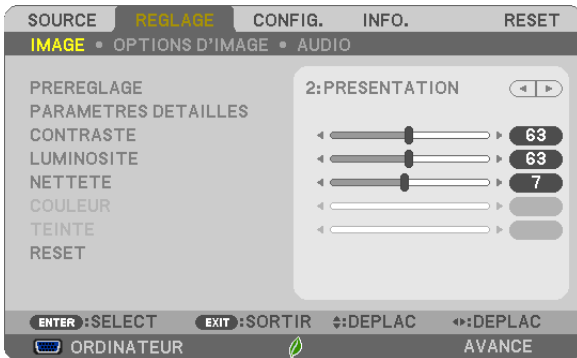 SOURCE REGLAGE CONFIG. INFO. RESET
IMAGE • OPTIONS D'IMAGE • AUDIO
PREREGLAGE 2:PRESENTATION
PARAMETRES DETAILLES
CONTRASTE 63
LUMINOSITE 63
NETTETE 7
COULEUR
TEINTE
RESET
ENTER :SELECT EXIT :SORTIR :DEPLAC :DEPLAC
ORDINATEUR AVANCE